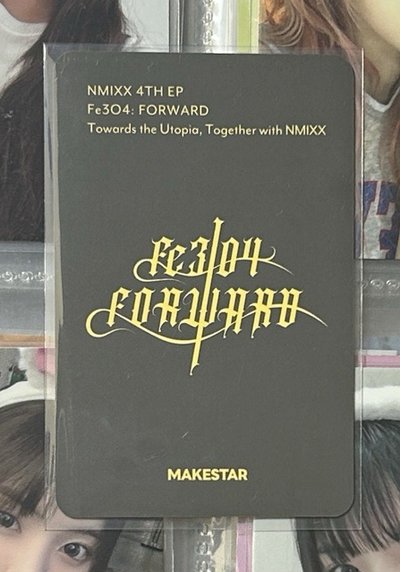 NMIXX 4TH EP
Fe3O4: FORWARD
Towards the Utopia, Together with NMIXX
Fe3O4
FORWARD
MAKESTAR